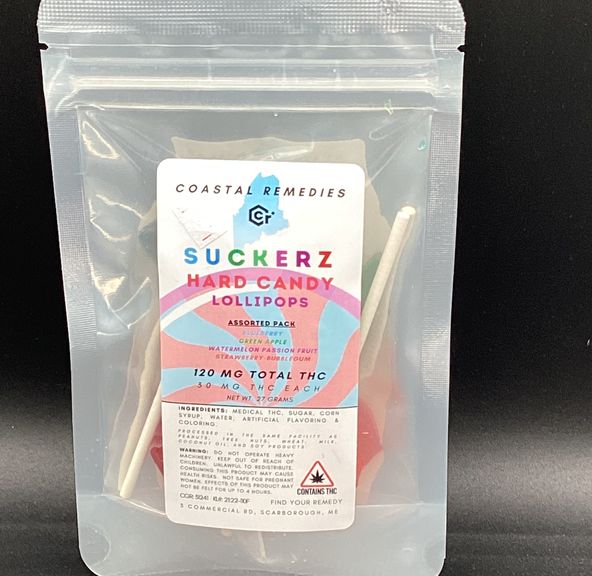 COASTAL REMEDIES
Cr
SUCKERZ
HARD CANDY
LOLLIPOPS
ASSORTED PACK
BLUEBERRY
GREEN APPLE
WATERMELON PASSION FRUIT
STRAWBERRY BUBBLEGUM
120 MG TOTAL THC
30 MG THC EACH
NET WT. 27 GRAMS
INGREDIENTS: MEDICAL THC, SUGAR, CORN
SYRUP, WATER, ARTIFICIAL FLAVORING &
COLORING.
PROCESSED IN THE SAME FACILITY AS
PEANUTS, TREE NUTS, WHEAT, MILK,
COCONUT OIL, AND SOY PRODUCTS
WARNING: DO NOT OPERATE HEAVY
MACHINERY. KEEP OUT OF REACH OF
CHILDREN. UNLAWFUL TO REDISTRIBUTE.
CONSUMING THIS PRODUCT MAY CAUSE
HEALTH RISKS. NOT SAFE FOR PREGNANT
WOMEN. EFFECTS OF THIS PRODUCT MAY
NOT BE FELT FOR UP TO 4 HOURS.
CONTAINS THC
FIND YOUR REMEDY
3 COMMERCIAL RD, SCARBOROUGH, ME